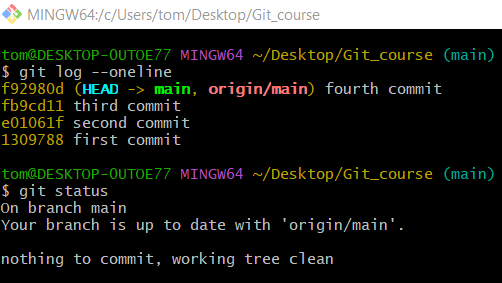 MINGW64:/c/Users/tom/Desktop/Git_course
tom@DESKTOP-OUTOE77 MINGW64 ~/Desktop/Git_course (main)
$ git log --oneline
f92980d (HEAD -> main, origin/main) fourth commit
fb9cd11 third commit
e01061f second commit
1309788 first commit
tom@DESKTOP-OUTOE77 MINGW64 ~/Desktop/Git_course (main)
$ git status
On branch main
Your branch is up to date with 'origin/main'.
nothing to commit, working tree clean